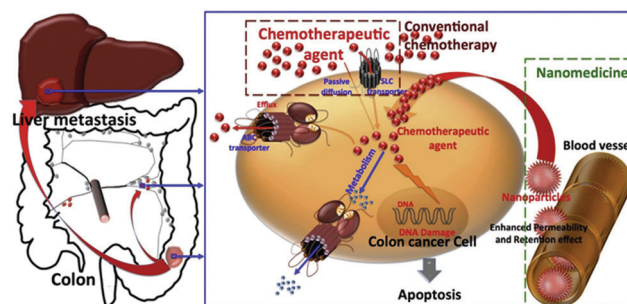 Liver metastasis
Colon
Chemotherapeutic
agent
Conventional
chemotherapy
Passive
diffusion
SLC
transporter
Efflux
ABC
transporter
Chemotherapeutic
agent
Metabolism
DNA
DNA Damage
Colon cancer Cell
Apoptosis
Nanomedicine
Blood vesse
Nanoparticles
Enhanced Permeability
and Retention effect